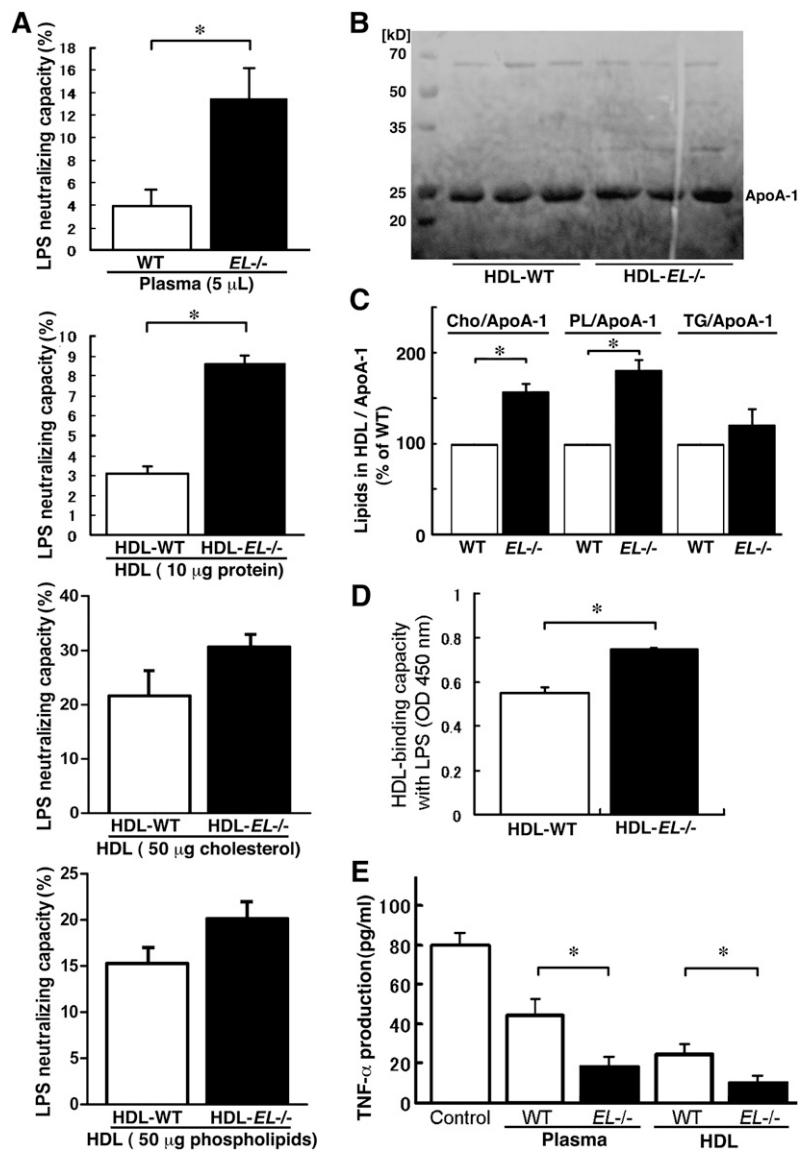 A
LPS neutralizing capacity (%)
18
16
14
12
10
8
6
4
2
0
*
WT EL-/-
Plasma (5 μL)
LPS neutralizing capacity (%)
10
9
8
7
6
5
4
3
2
1
0
*
HDL-WT HDL-EL-/-
HDL ( 10 μg protein)
LPS neutralizing capacity (%)
40
30
20
10
0
HDL-WT HDL-EL-/-
HDL ( 50 μg cholesterol)
LPS neutralizing capacity (%)
25
20
15
10
5
0
HDL-WT HDL-EL-/-
HDL ( 50 μg phospholipids)
B
[kD]
70
50
35
25
20
ApoA-1
HDL-WT HDL-EL-/-
C
Cho/ApoA-1 PL/ApoA-1 TG/ApoA-1
Lipids in HDL / ApoA-1
(% of WT)
200
100
0
* *
WT EL-/- WT EL-/- WT EL-/-
D
HDL-binding capacity
with LPS (OD 450 nm)
1
0.8
0.6
0.4
0.2
0
*
HDL-WT HDL-EL-/-
E
TNF-α production(pg/ml)
100
80
60
40
20
0
* *
Control WT EL-/- WT EL-/-
Plasma HDL